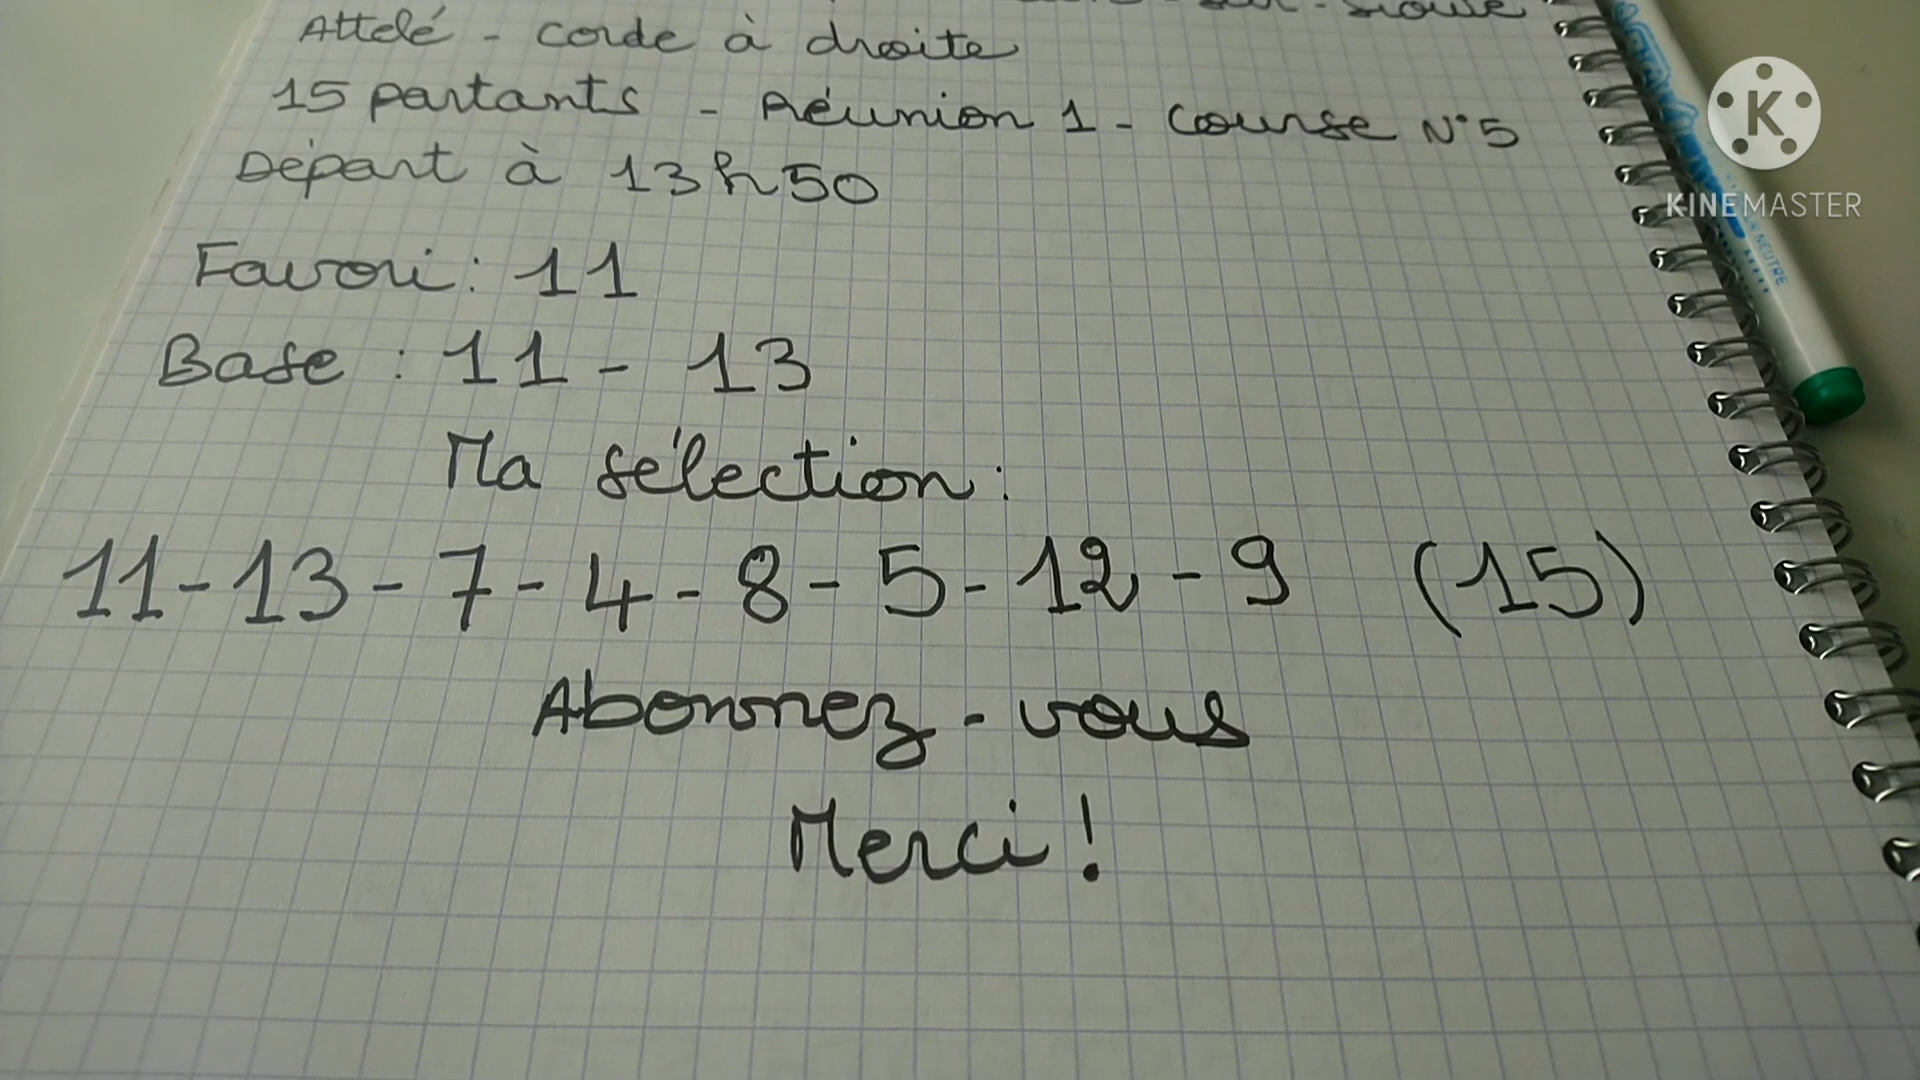 Attelé - corde à droite
15 partants - Réunion 1 - course N°5
Départ à 13h50
Favori : 11
Base : 11 - 13
Ma sélection :
11 - 13 - 7 - 4 - 8 - 5 - 12 - 9 (15)
Abonnez-vous
Merci !
K
KINEMASTER
NEUTRE